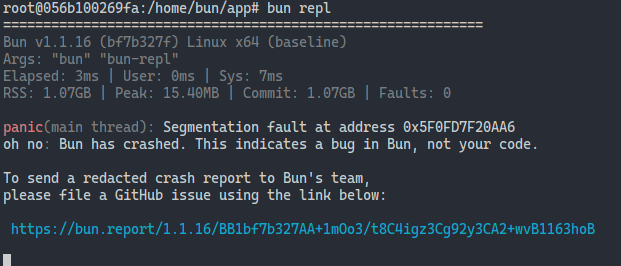 root@056b100269fa:/home/bun/app# bun repl
============================================================
Bun v1.1.16 (bf7b327f) Linux x64 (baseline)
Args: "bun" "bun-repl"
Elapsed: 3ms | User: 0ms | Sys: 7ms
RSS: 1.07GB | Peak: 15.40MB | Commit: 1.07GB | Faults: 0
panic(main thread): Segmentation fault at address 0x5F0FD7F20AA6
oh no: Bun has crashed. This indicates a bug in Bun, not your code.
To send a redacted crash report to Bun's team,
please file a GitHub issue using the link below:
https://bun.report/1.1.16/BB1bf7b327AA+1mOo3/t8C4igz3Cg92y3CA2+wvB1163hoB